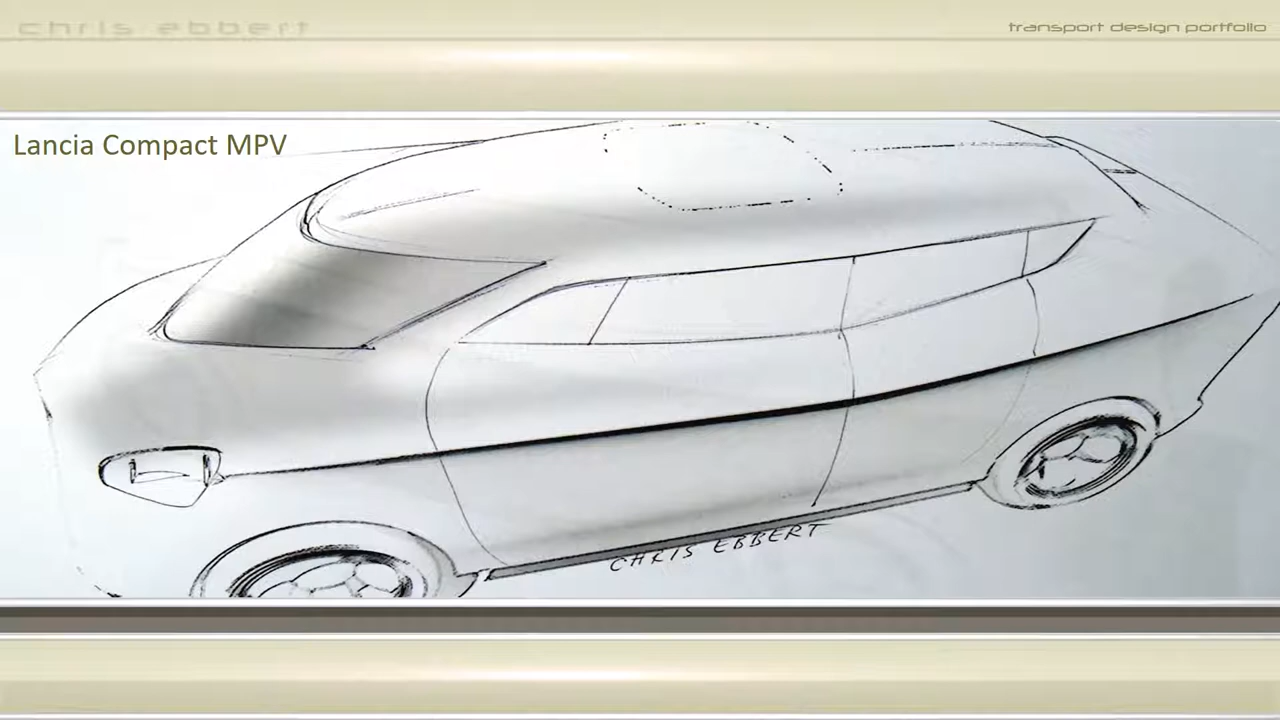 chris ebbert
transport design portfolio
Lancia Compact MPV
CHRIS EBBERT